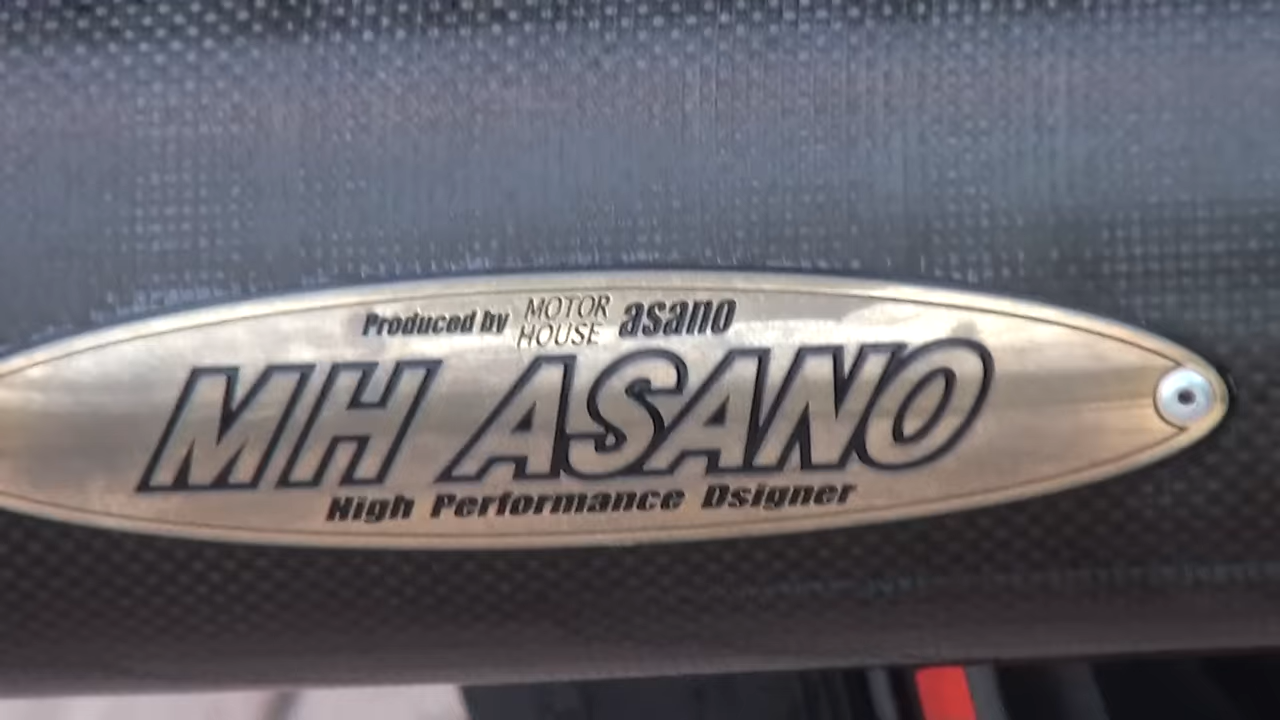 Produced by MOTOR HOUSE asano
MH ASANO
High Performance Dsigner